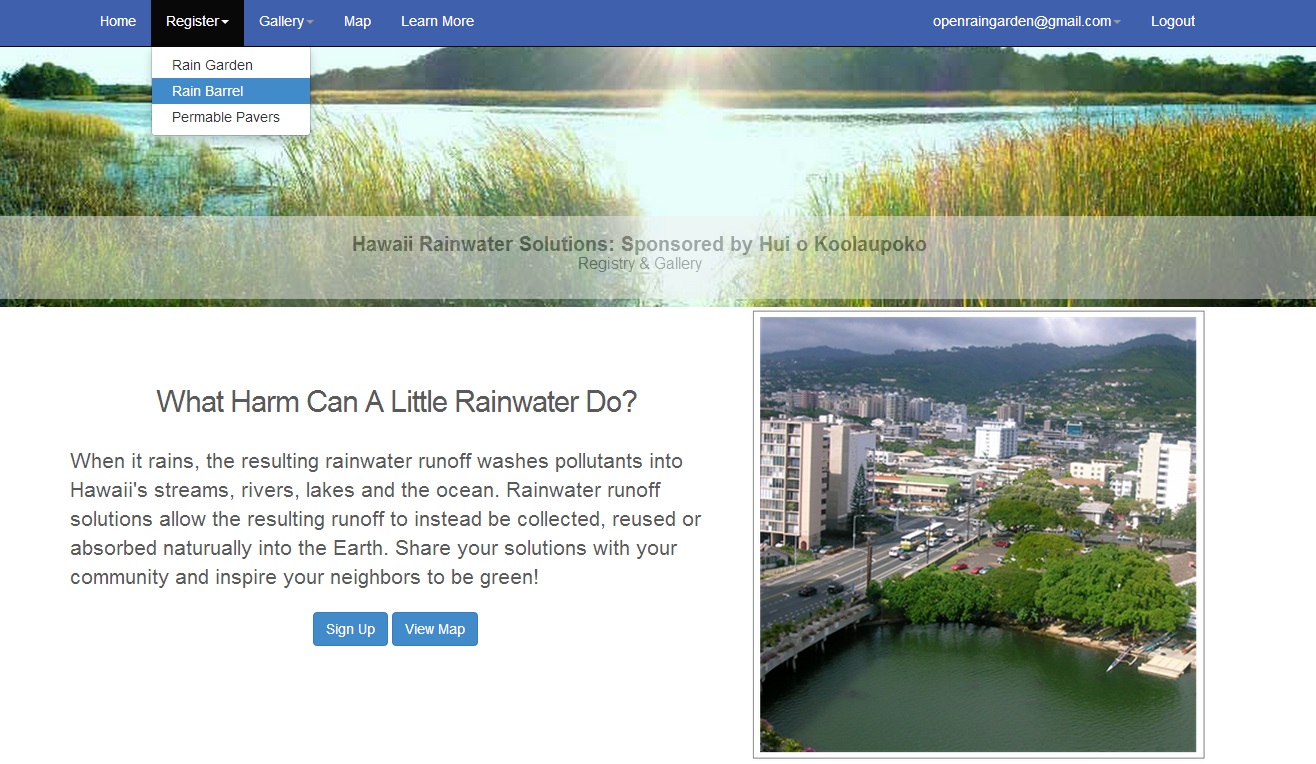 Home Register Gallery Map Learn More openraingarden@gmail.com Logout
Rain Garden
Rain Barrel
Permable Pavers
Hawaii Rainwater Solutions: Sponsored by Hui o Koolaupoko
Registry & Gallery
What Harm Can A Little Rainwater Do?
When it rains, the resulting rainwater runoff washes pollutants into
Hawaii's streams, rivers, lakes and the ocean. Rainwater runoff
solutions allow the resulting runoff to instead be collected, reused or
absorbed naturually into the Earth. Share your solutions with your
community and inspire your neighbors to be green!
Sign Up View Map